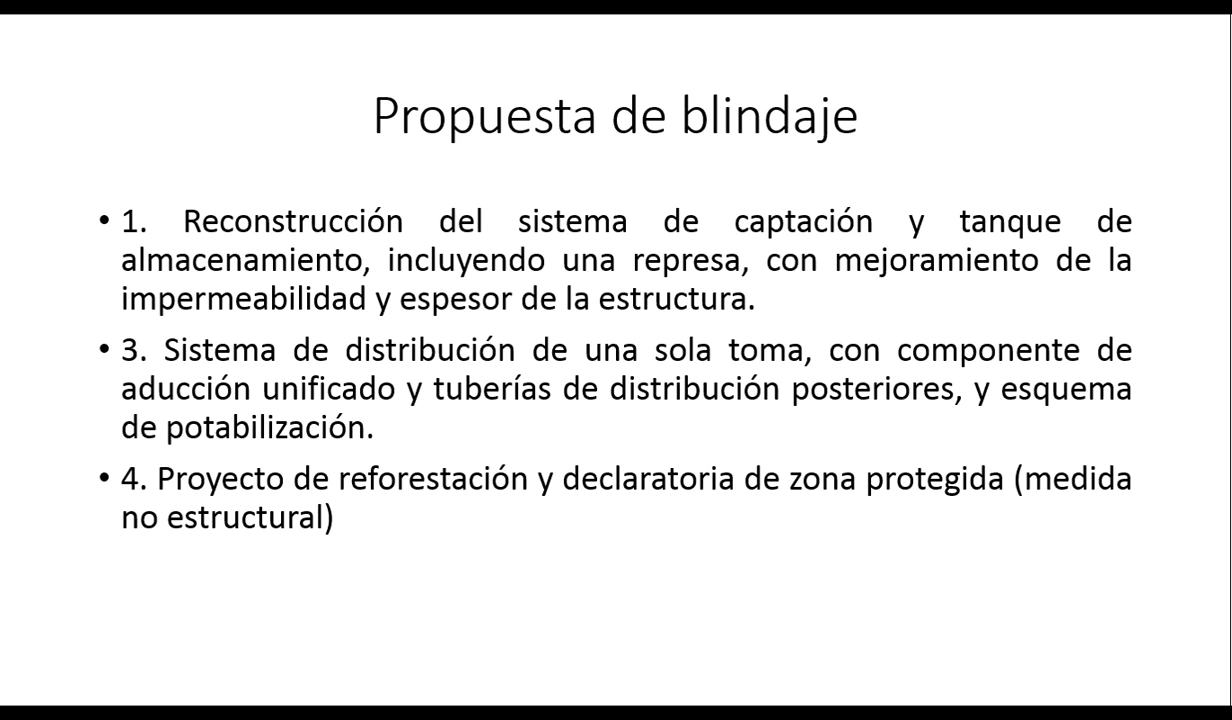 Propuesta de blindaje
• 1. Reconstrucción del sistema de captación y tanque de
almacenamiento, incluyendo una represa, con mejoramiento de la
impermeabilidad y espesor de la estructura.
• 3. Sistema de distribución de una sola toma, con componente de
aducción unificado y tuberías de distribución posteriores, y esquema
de potabilización.
• 4. Proyecto de reforestación y declaratoria de zona protegida (medida
no estructural)